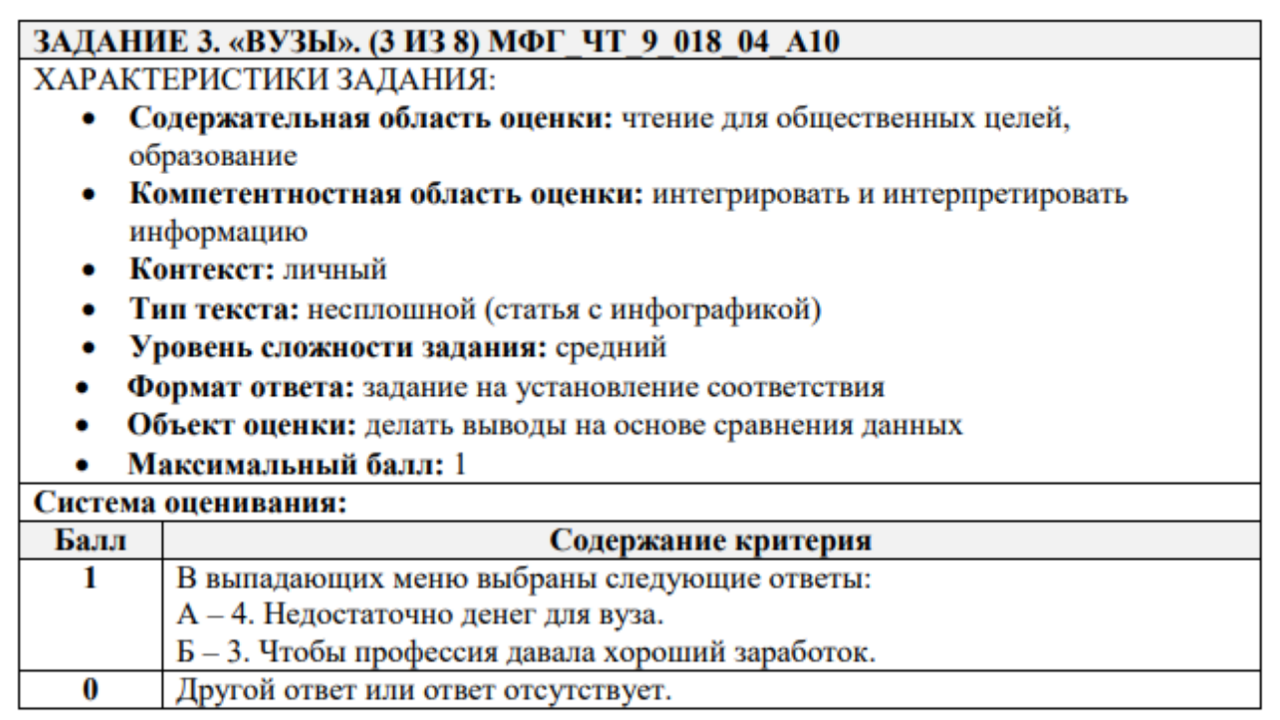 ЗАДАНИЕ 3. «ВУЗЫ». (3 ИЗ 8) МФГ_ЧТ_9_018_04_А10
ХАРАКТЕРИСТИКИ ЗАДАНИЯ:
• Содержательная область оценки: чтение для общественных целей,
образование
• Компетентностная область оценки: интегрировать и интерпретировать
информацию
• Контекст: личный
• Тип текста: несплошной (статья с инфографикой)
• Уровень сложности задания: средний
• Формат ответа: задание на установление соответствия
• Объект оценки: делать выводы на основе сравнения данных
• Максимальный балл: 1
Система оценивания:
Балл Содержание критерия
1 В выпадающих меню выбраны следующие ответы:
А – 4. Недостаточно денег для вуза.
Б – 3. Чтобы профессия давала хороший заработок.
0 Другой ответ или ответ отсутствует.